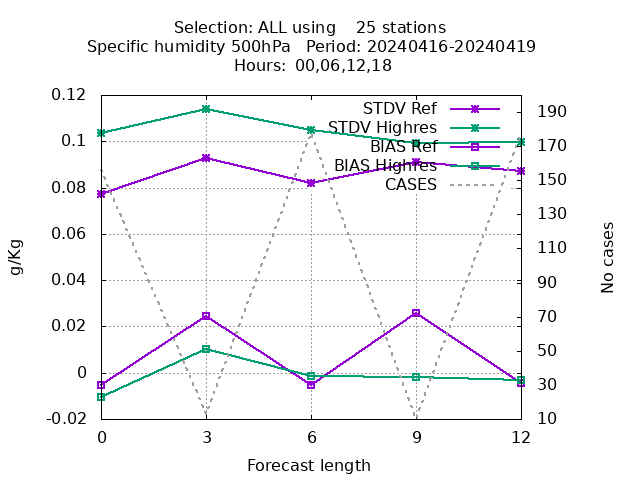 Selection: ALL using    25 stations
Specific humidity 500hPa   Period: 20240416-20240419
Hours: 00,06,12,18
STDV Ref
STDV Highres
BIAS Ref
BIAS Highres
CASES
0.12
0.1
0.08
0.06
0.04
0.02
0
-0.02
190
170
150
130
110
90
70
50
30
10
g/Kg
No cases
0 3 6 9 12
Forecast length